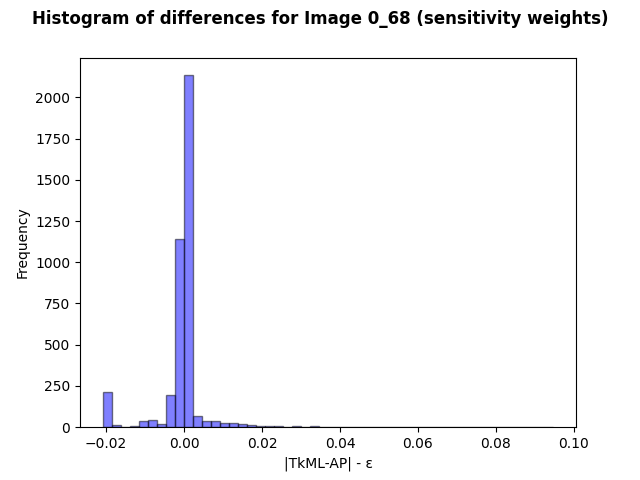 Histogram of differences for Image 0_68 (sensitivity weights)
2000
1750
1500
1250
1000
750
500
250
0
Frequency
−0.02 0.00 0.02 0.04 0.06 0.08 0.10
|TkML-AP| - ε